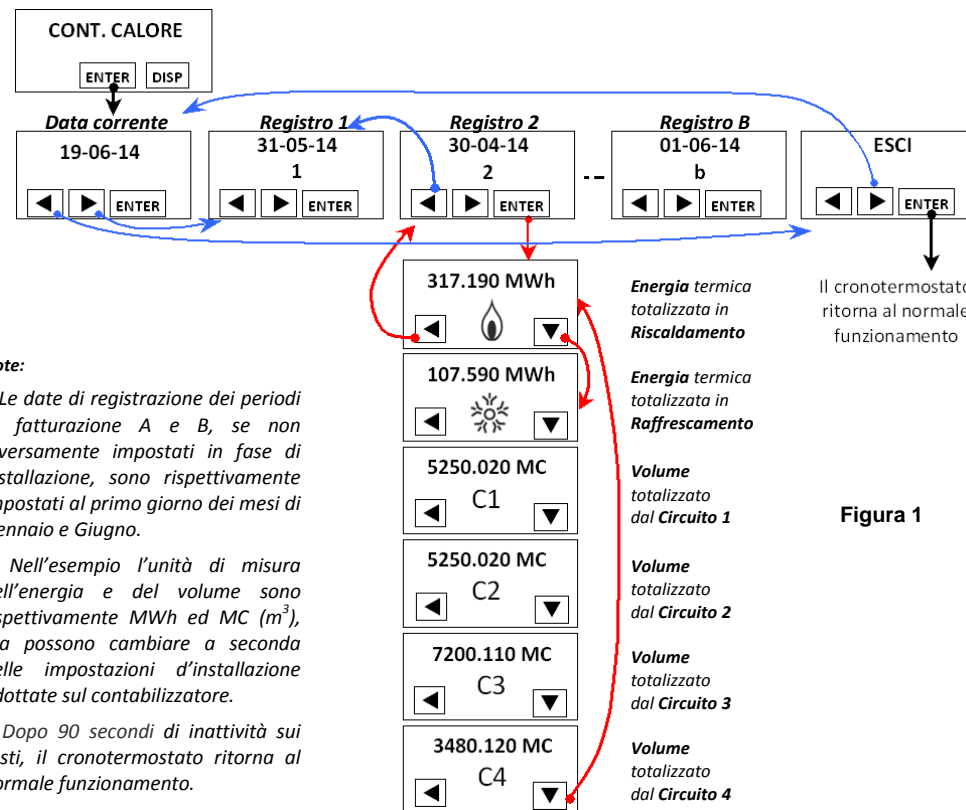 CONT. CALORE
ENTER DISP
Data corrente
19-06-14
ENTER
Registro 1
31-05-14
1
ENTER
Registro 2
30-04-14
2
ENTER
--
Registro B
01-06-14
b
ENTER
ESCI
ENTER
Il cronotermostato
ritorna al normale
funzionamento
317.190 MWh
Energia termica
totalizzata in
Riscaldamento
107.590 MWh
Energia termica
totalizzata in
Raffrescamento
5250.020 MC
C1
Volume
totalizzato
dal Circuito 1
5250.020 MC
C2
Volume
totalizzato
dal Circuito 2
7200.110 MC
C3
Volume
totalizzato
dal Circuito 3
3480.120 MC
C4
Volume
totalizzato
dal Circuito 4
Figura 1
ote:
Le date di registrazione dei periodi
fatturazione A e B, se non
versamente impostati in fase di
stallazione, sono rispettivamente
mpostati al primo giorno dei mesi di
ennaio e Giugno.
Nell'esempio l'unità di misura
ell'energia e del volume sono
spettivamente MWh ed MC (m³),
a possono cambiare a seconda
elle impostazioni d'installazione
dottate sul contabilizzatore.
Dopo 90 secondi di inattività sui
sti, il cronotermostato ritorna al
ormale funzionamento.